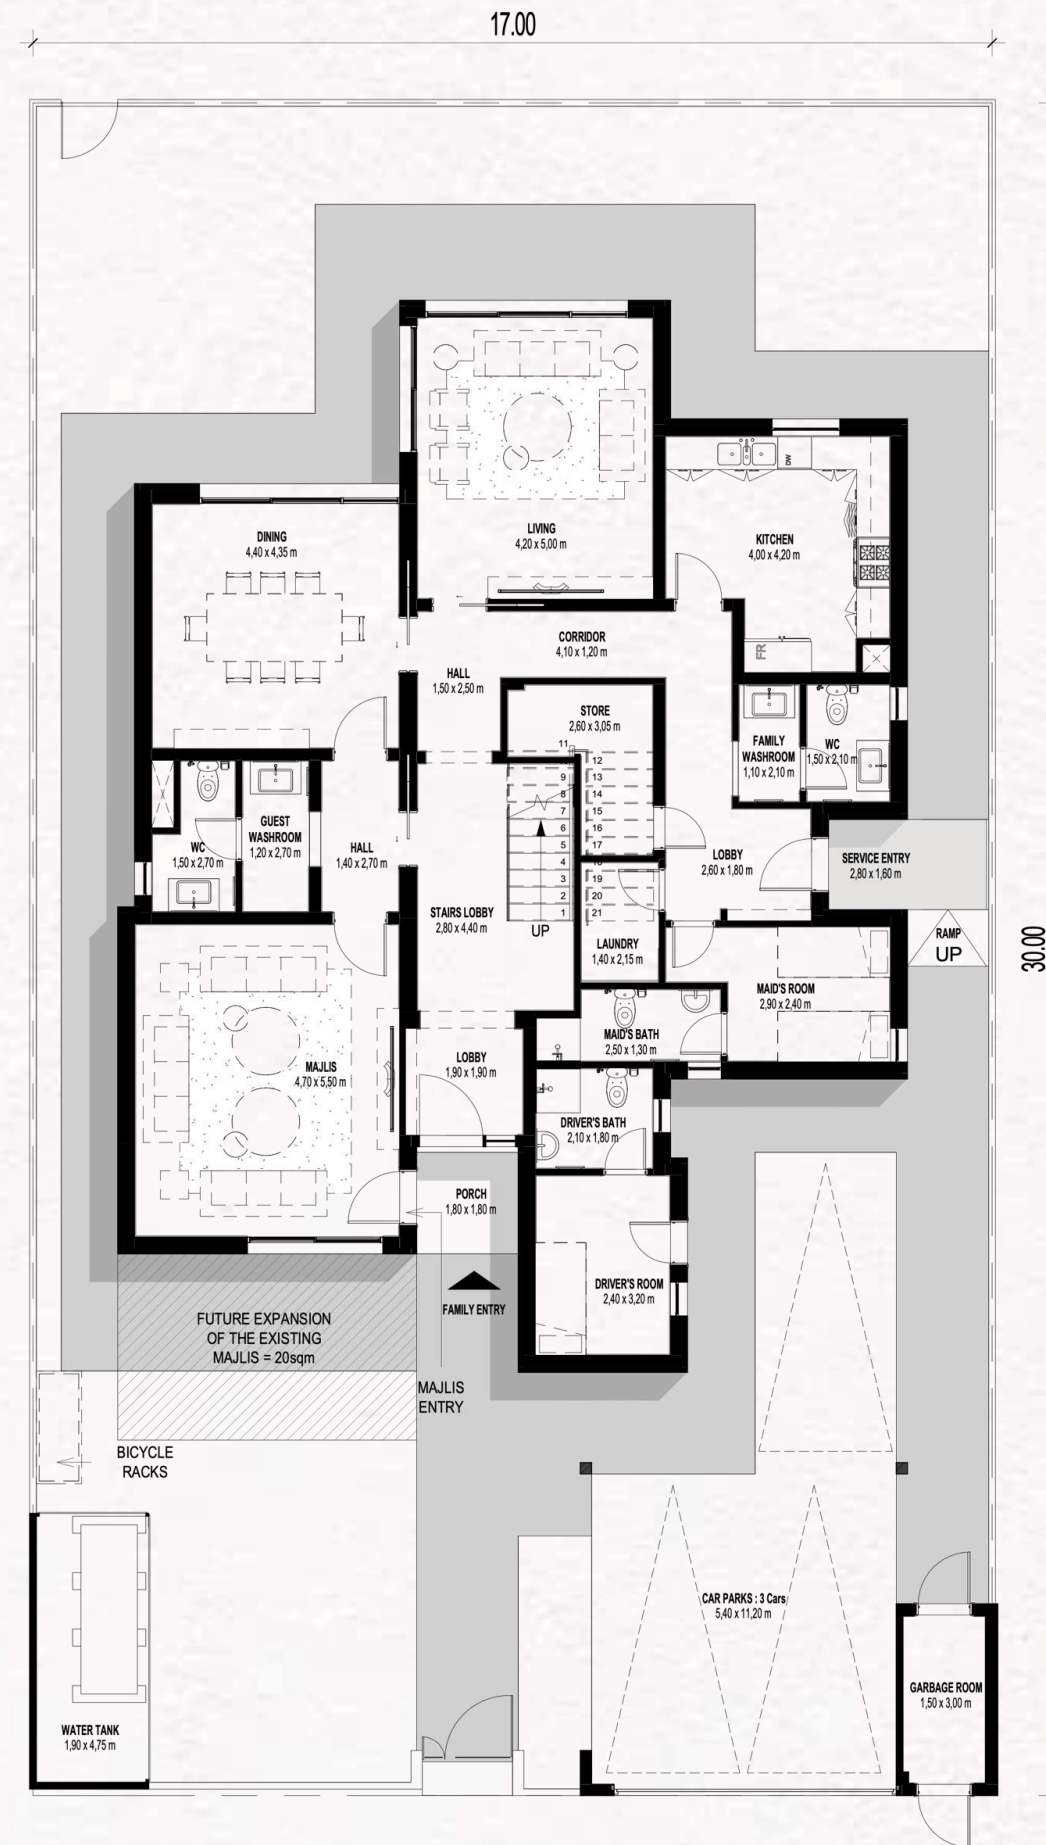 17.00
DINING
4,40 x 4,35 m
LIVING
4,20 x 5,00 m
DW
KITCHEN
4,00 x 4,20 m
CORRIDOR
4,10 x 1,20 m
FR
HALL
1,50 x 2,50 m
STORE
2,60 x 3,05 m
FAMILY
WASHROOM
1,10 x 2,10 m
WC
1,50 x 2,10 m
11
12
13
14
15
16
17
18
19
20
21
9
8
7
6
5
4
3
2
1
UP
WC
1,50 x 2,70 m
GUEST
WASHROOM
1,20 x 2,70 m
HALL
1,40 x 2,70 m
STAIRS LOBBY
2,80 x 4,40 m
LOBBY
2,60 x 1,80 m
SERVICE ENTRY
2,80 x 1,60 m
RAMP
UP
30.00
LAUNDRY
1,40 x 2,15 m
MAID'S ROOM
2,90 x 2,40 m
MAID'S BATH
2,50 x 1,30 m
MAJLIS
4,70 x 5,50 m
LOBBY
1,90 x 1,90 m
DRIVER'S BATH
2,10 x 1,80 m
PORCH
1,80 x 1,80 m
DRIVER'S ROOM
2,40 x 3,20 m
FAMILY ENTRY
FUTURE EXPANSION
OF THE EXISTING
MAJLIS = 20sqm
MAJLIS
ENTRY
BICYCLE
RACKS
CAR PARKS : 3 Cars
5,40 x 11,20 m
GARBAGE ROOM
1,50 x 3,00 m
WATER TANK
1,90 x 4,75 m